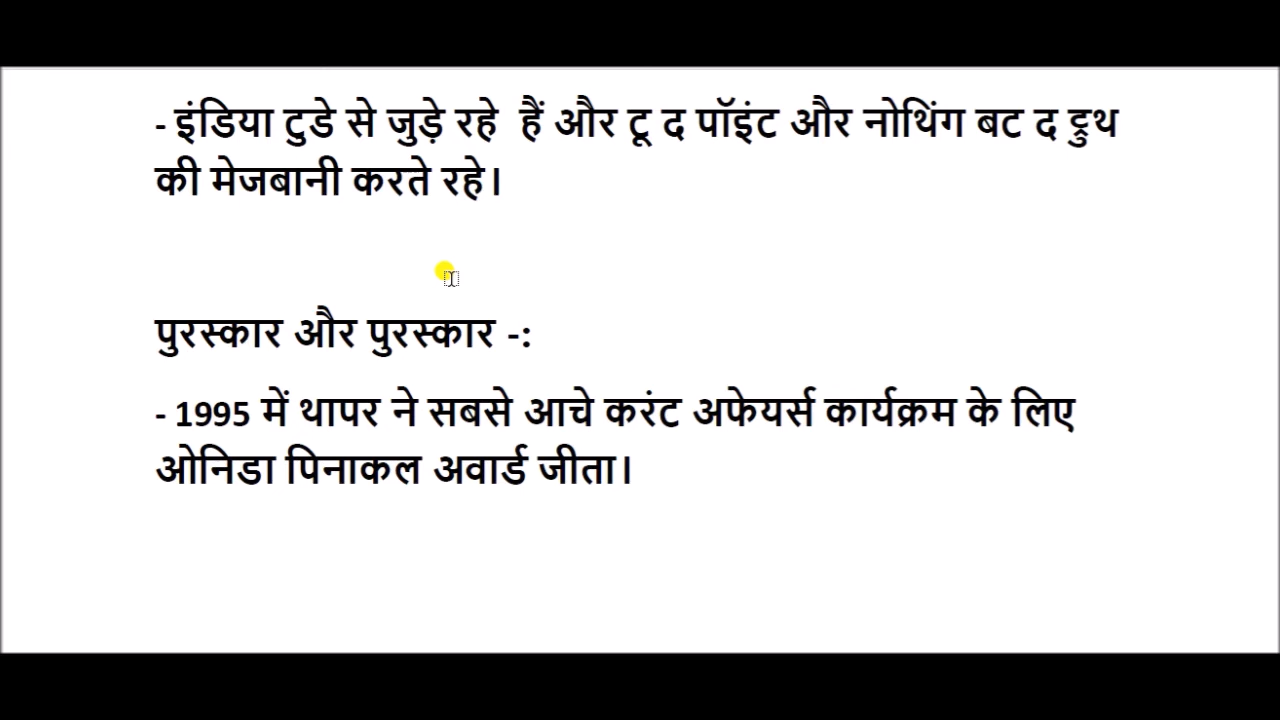 - इंडिया टुडे से जुड़े रहे हैं और टू द पॉइंट और नोथिंग बट द ट्रुथ
की मेजबानी करते रहे।
पुरस्कार और पुरस्कार -:
- 1995 में थापर ने सबसे आचे करंट अफेयर्स कार्यक्रम के लिए
ओनिडा पिनाकल अवार्ड जीता।